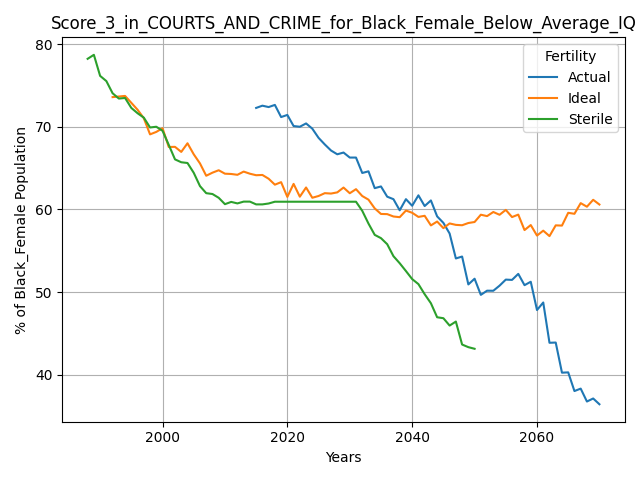 Score_3_in_COURTS_AND_CRIME_for_Black_Female_Below_Average_IQ
Fertility
Actual
Ideal
Sterile
% of Black_Female Population
80
70
60
50
40
2000
2020
2040
2060
Years